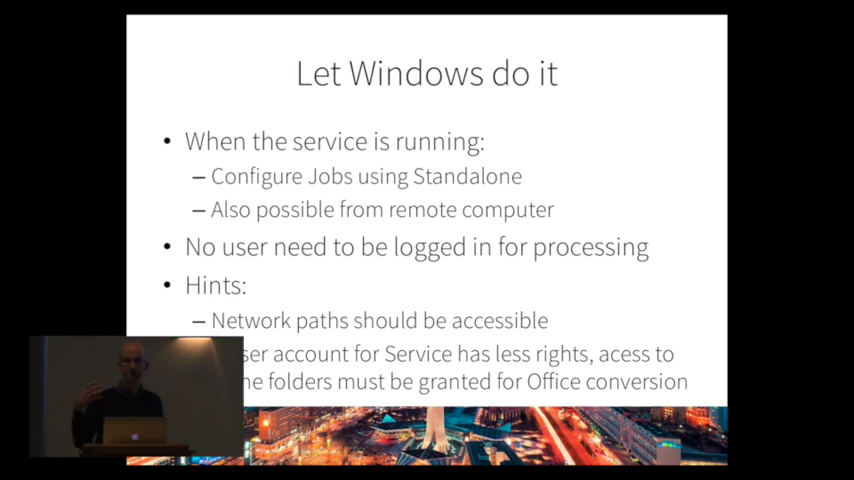 Let Windows do it
• When the service is running:
– Configure Jobs using Standalone
– Also possible from remote computer
• No user need to be logged in for processing
• Hints:
– Network paths should be accessible
account for Service has less rights, acess to
folders must be granted for Office conversion